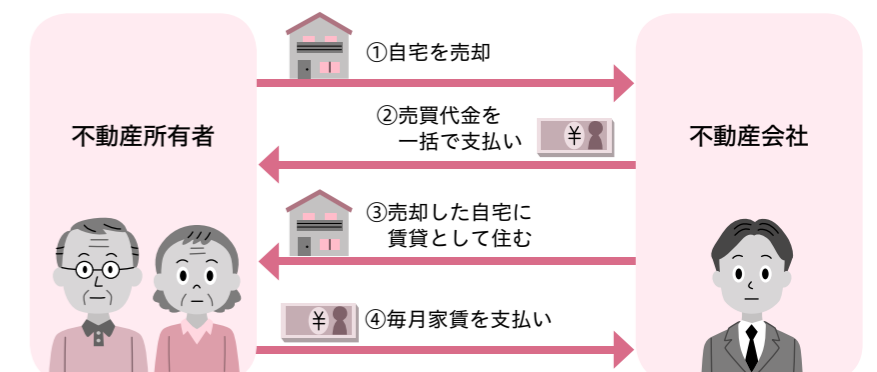 ①自宅を売却
②売買代金を
一括で支払い
¥
不動産所有者
不動産会社
③売却した自宅に
賃貸として住む
¥
④毎月家賃を支払い